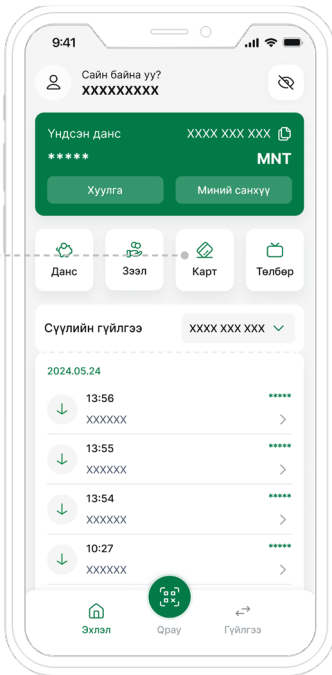 9:41
Сайн байна уу?
XXXXXXXXX
Үндсэн данс XXXX XXX XXX
***** MNT
Хуулга Миний санхүү
Данс Зээл Карт Төлбөр
Сүүлийн гүйлгээ XXXX XXX XXX
2024.05.24
13:56 *****
XXXXXX
13:55 *****
XXXXXX
13:54 *****
XXXXXX
10:27 *****
XXXXXX
Эхлэл Qpay Гүйлгээ